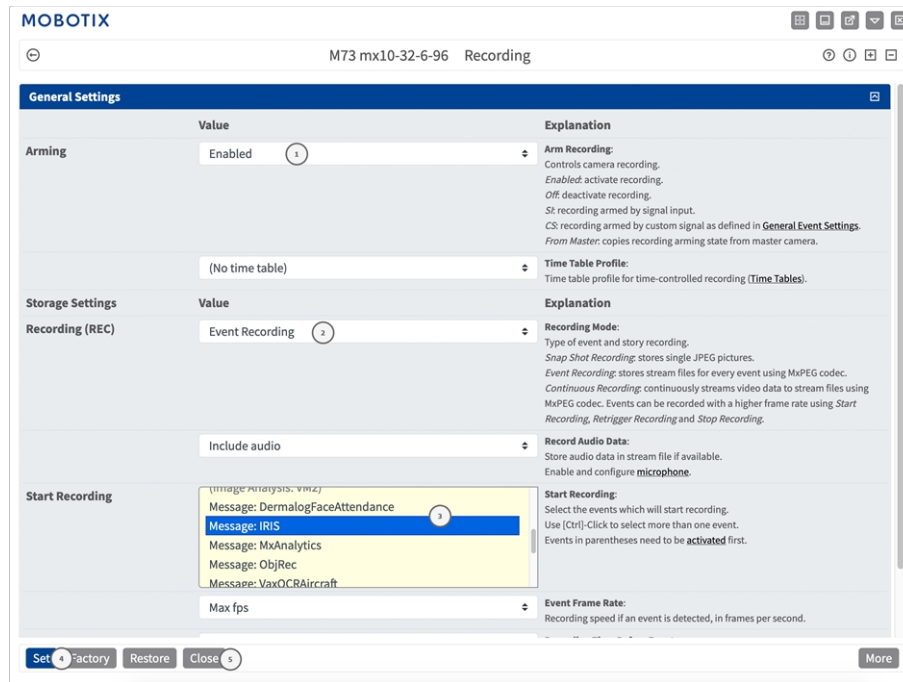 MOBOTIX
M73 mx10-32-6-96 Recording
General Settings
Value Explanation
Arming Enabled 1 Arm Recording:
Controls camera recording.
Enabled: activate recording.
Off: deactivate recording.
SI: recording armed by signal input.
CS: recording armed by custom signal as defined in General Event Settings.
From Master: copies recording arming state from master camera.
(No time table) Time Table Profile:
Time table profile for time-controlled recording (Time Tables).
Storage Settings Value Explanation
Recording (REC) Event Recording 2 Recording Mode:
Type of event and story recording.
Snap Shot Recording: stores single JPEG pictures.
Event Recording: stores stream files for every event using MxPEG codec.
Continuous Recording: continuously streams video data to stream files using
MxPEG codec. Events can be recorded with a higher frame rate using Start
Recording, Retrigger Recording and Stop Recording.
Include audio Record Audio Data:
Store audio data in stream file if available.
Enable and configure microphone.
Start Recording (Image Analysis: VM2) Start Recording:
Message: DermalogFaceAttendance 3 Select the events which will start recording.
Message: IRIS Use [Ctrl]-Click to select more than one event.
Message: MxAnalytics Events in parentheses need to be activated first.
Message: ObjRec
Message: VaxOCRAircraft
Max fps Event Frame Rate:
Recording speed if an event is detected, in frames per second.
Set 4 Factory Restore Close 5 More